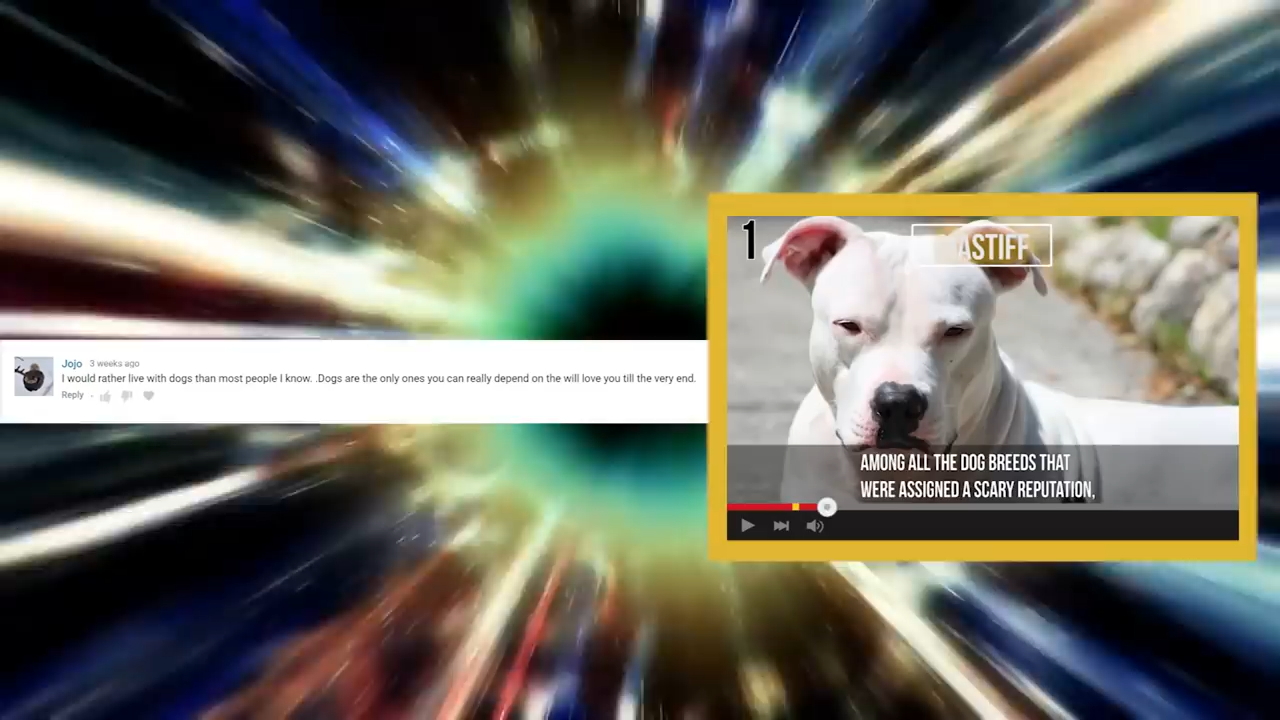 Jojo 3 weeks ago
I would rather live with dogs than most people I know. .Dogs are the only ones you can really depend on the will love you till the very end.
Reply
1
AMONG ALL THE DOG BREEDS THAT
WERE ASSIGNED A SCARY REPUTATION,